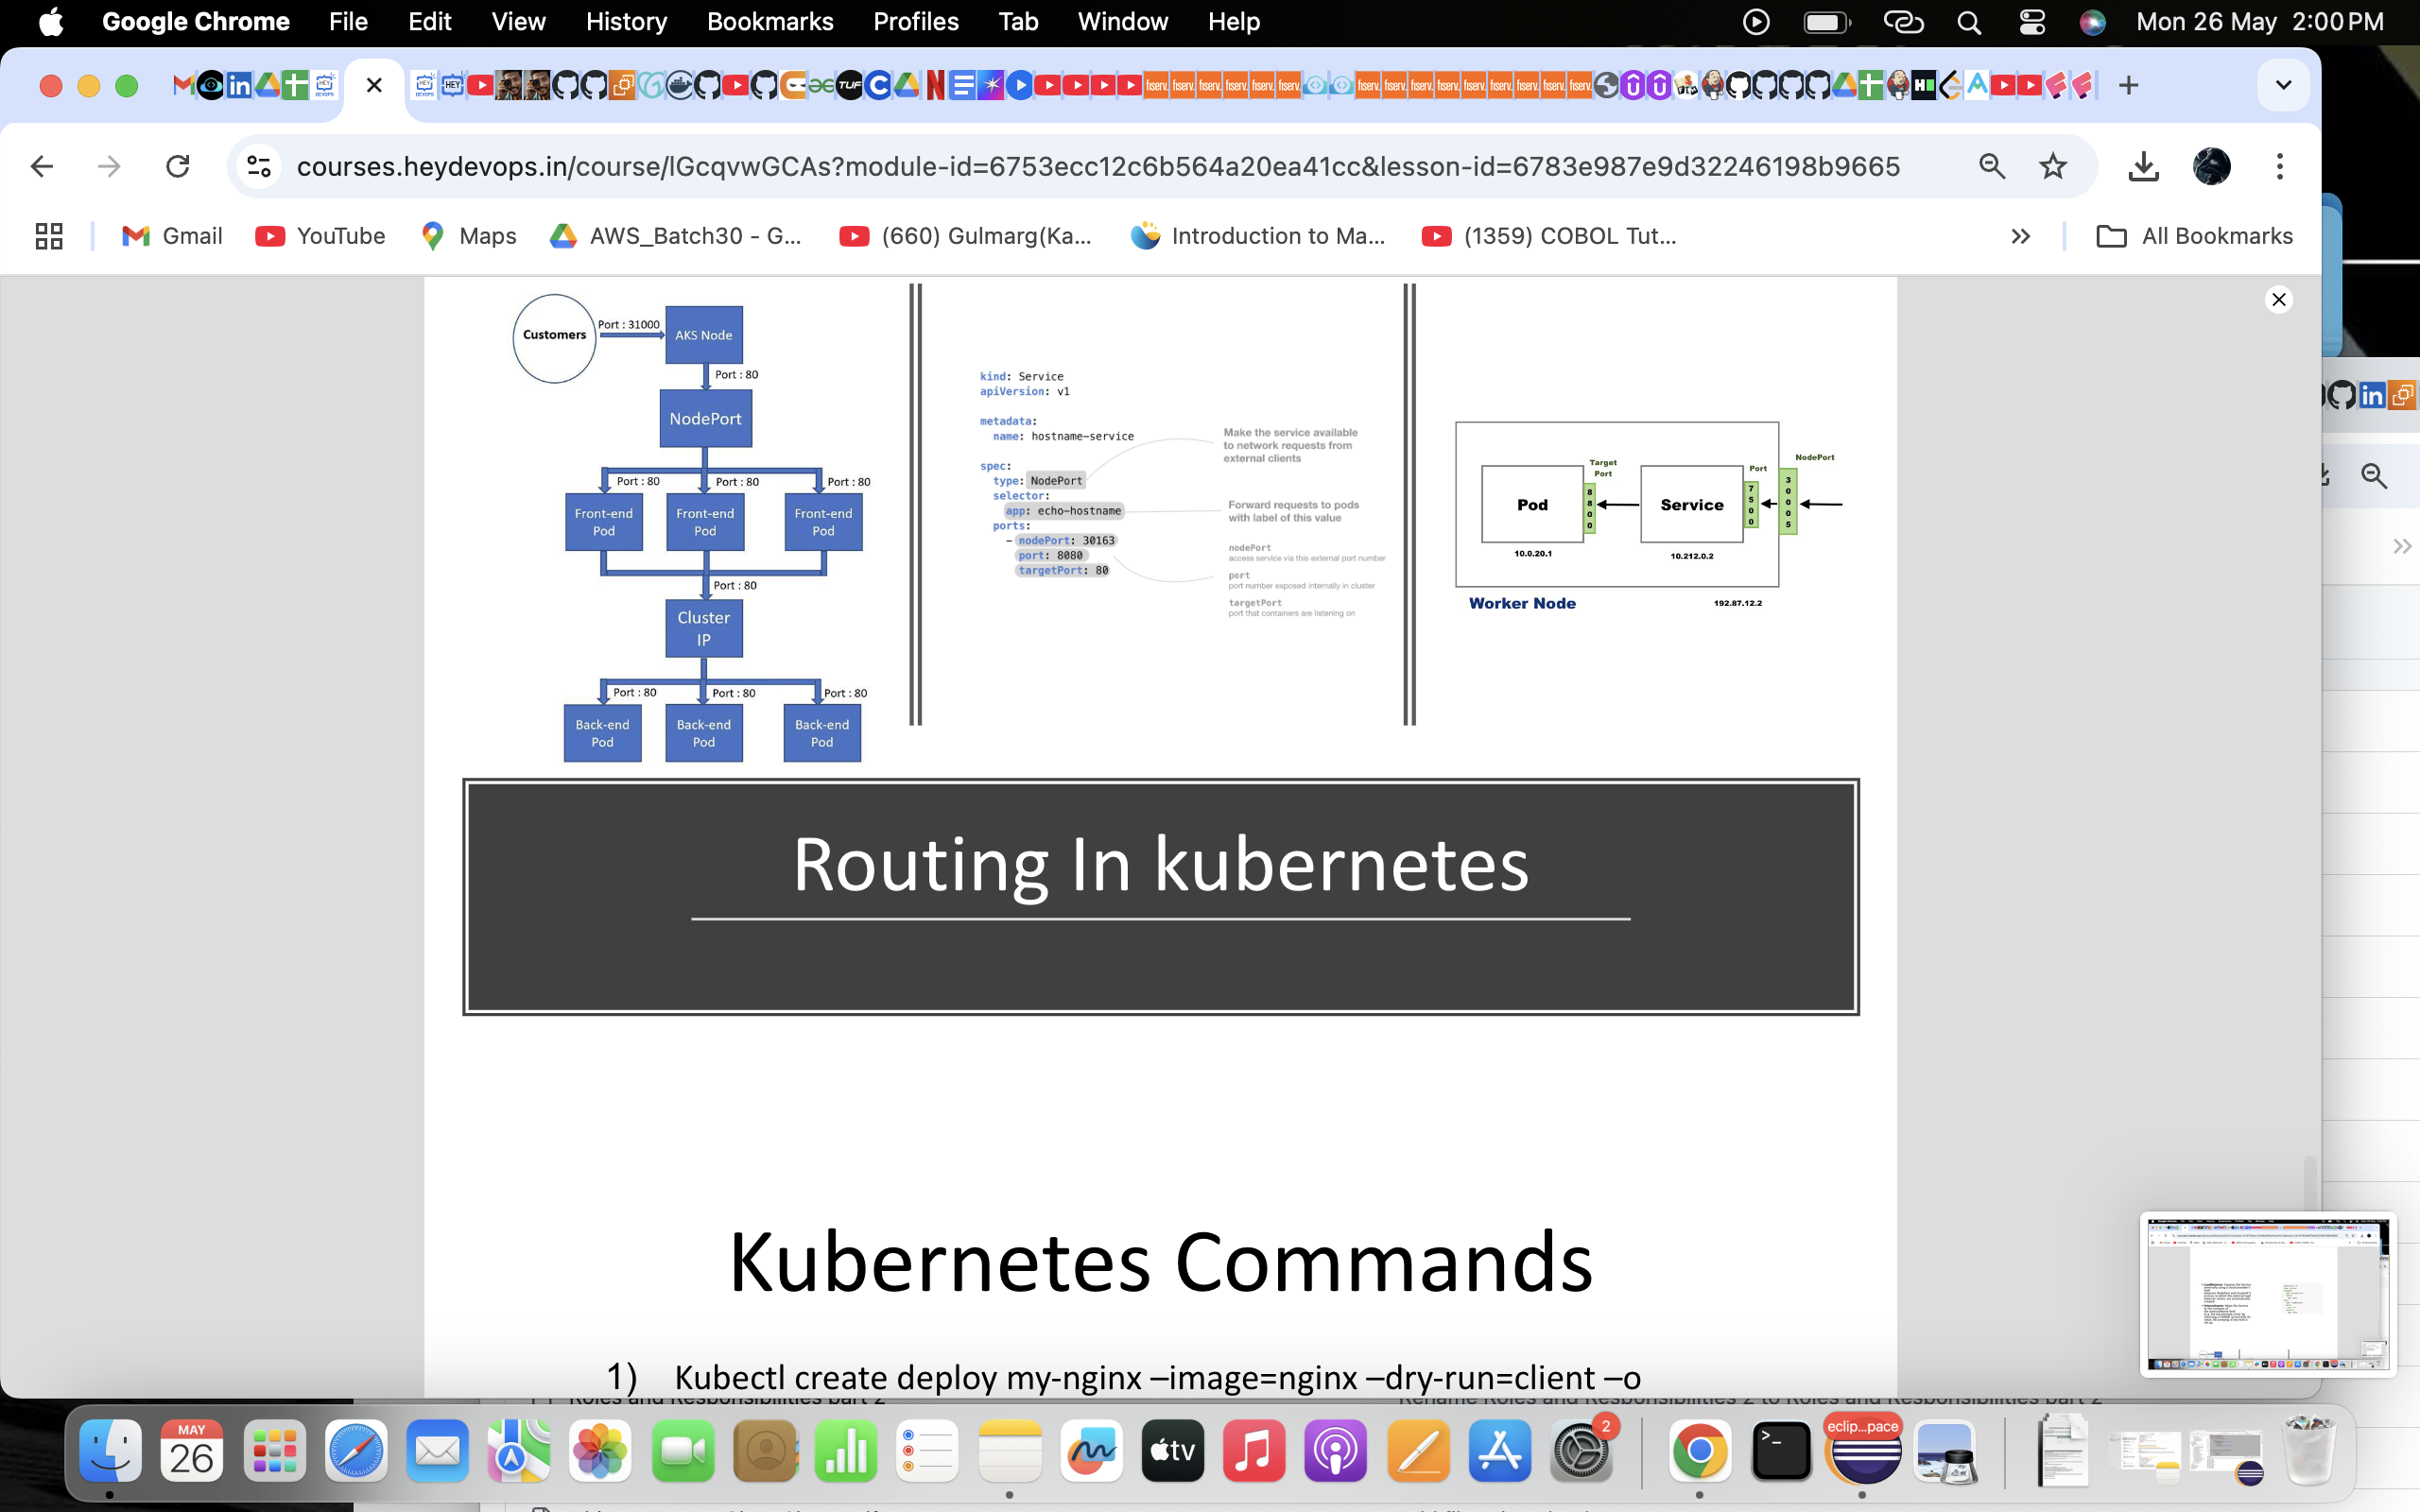 Google Chrome File Edit View History Bookmarks Profiles Tab Window Help Mon 26 May 2:00 PM
courses.heydevops.in/course/lGcqvwGCAs?module-id=6753ecc12c6b564a20ea41cc&lesson-id=6783e987e9d32246198b9665
Gmail YouTube Maps AWS_Batch30 - G... (660) Gulmarg(Ka... Introduction to Ma... (1359) COBOL Tut... All Bookmarks
Customers
Port : 31000
AKS Node
Port : 80
NodePort
Port : 80 Port : 80 Port : 80
Front-end Pod
Front-end Pod
Front-end Pod
Port : 80
Cluster IP
Port : 80 Port : 80 Port : 80
Back-end Pod
Back-end Pod
Back-end Pod
kind: Service
apiVersion: v1
metadata:
name: hostname-service
spec:
type: NodePort
selector:
app: echo-hostname
ports:
- nodePort: 30163
port: 8080
targetPort: 80
Make the service available
to network requests from
external clients
Forward requests to pods
with label of this value
nodePort
access service via this external port number
port
port number exposed internally in cluster
targetPort
port that containers are listening on
Target Port
Port
NodePort
Pod
8800
Service
7500
30005
10.0.20.1
10.212.0.2
Worker Node
192.87.12.2
Routing In kubernetes
Kubernetes Commands
1) Kubectl create deploy my-nginx –image=nginx –dry-run=client –o
MAY
26
tv
2
eclip...pace